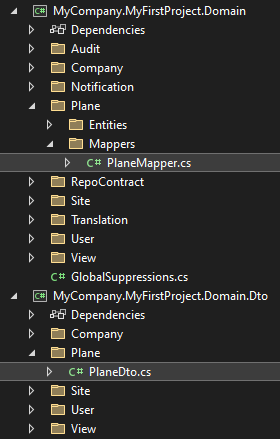 MyCompany.MyFirstProject.Domain
Dependencies
Audit
Company
Notification
Plane
Entities
Mappers
C# PlaneMapper.cs
RepoContract
Site
Translation
User
View
C# GlobalSuppressions.cs
MyCompany.MyFirstProject.Domain.Dto
Dependencies
Company
Plane
C# PlaneDto.cs
Site
User
View